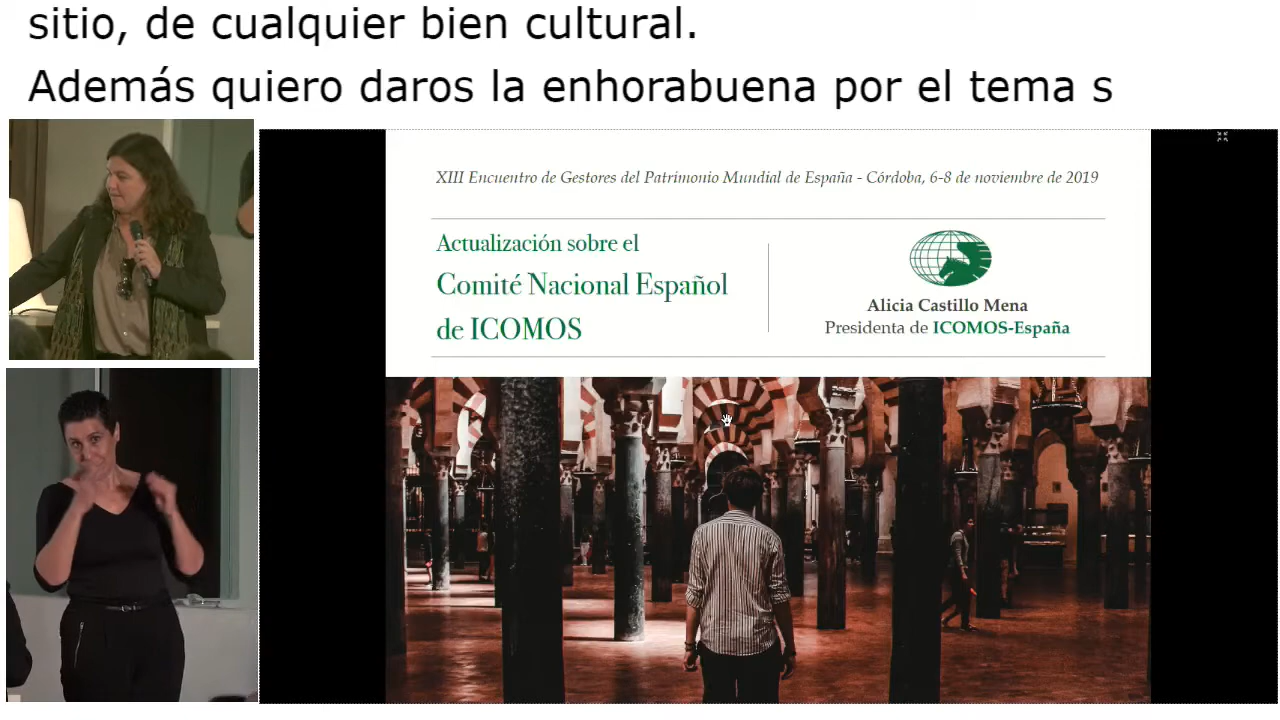 sitio, de cualquier bien cultural.
Además quiero daros la enhorabuena por el tema s
XIII Encuentro de Gestores del Patrimonio Mundial de España - Córdoba, 6-8 de noviembre de 2019
Actualización sobre el
Comité Nacional Español
de ICOMOS
Alicia Castillo Mena
Presidenta de ICOMOS-España